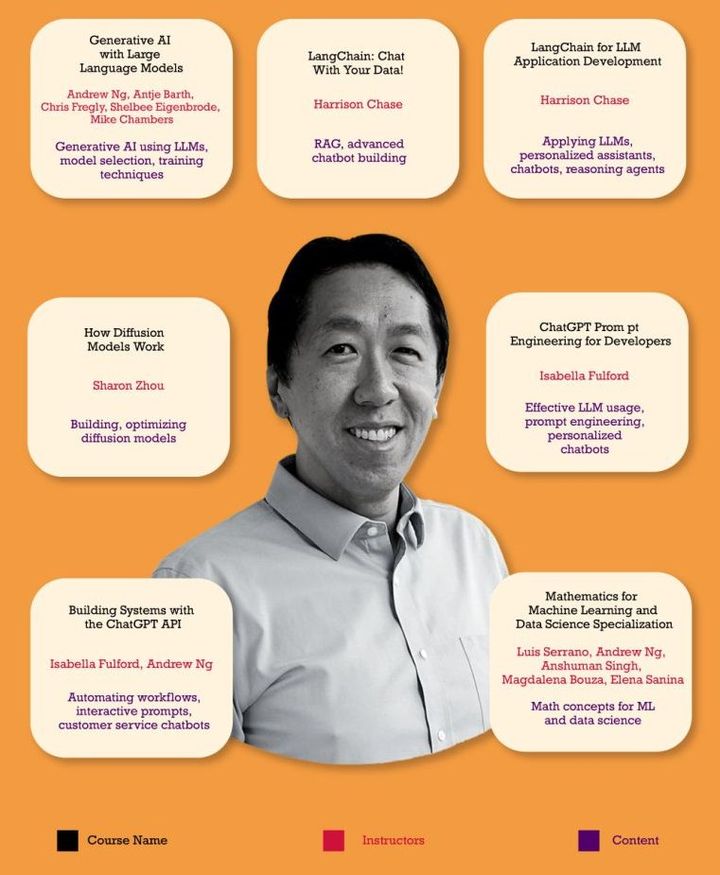 Generative AI
with Large
Language Models
Andrew Ng, Antje Barth,
Chris Fregly, Shelbee Eigenbrode,
Mike Chambers
Generative AI using LLMs,
model selection, training
techniques
LangChain: Chat
With Your Data!
Harrison Chase
RAG, advanced
chatbot building
LangChain for LLM
Application Development
Harrison Chase
Applying LLMs,
personalized assistants,
chatbots, reasoning agents
How Diffusion
Models Work
Sharon Zhou
Building, optimizing
diffusion models
ChatGPT Prom pt
Engineering for Developers
Isabella Fulford
Effective LLM usage,
prompt engineering,
personalized
chatbots
Building Systems with
the ChatGPT API
Isabella Fulford, Andrew Ng
Automating workflows,
interactive prompts,
customer service chatbots
Mathematics for
Machine Learning and
Data Science Specialization
Luis Serrano, Andrew Ng,
Anshuman Singh,
Magdalena Bouza, Elena Sanina
Math concepts for ML
and data science
Course Name
Instructors
Content